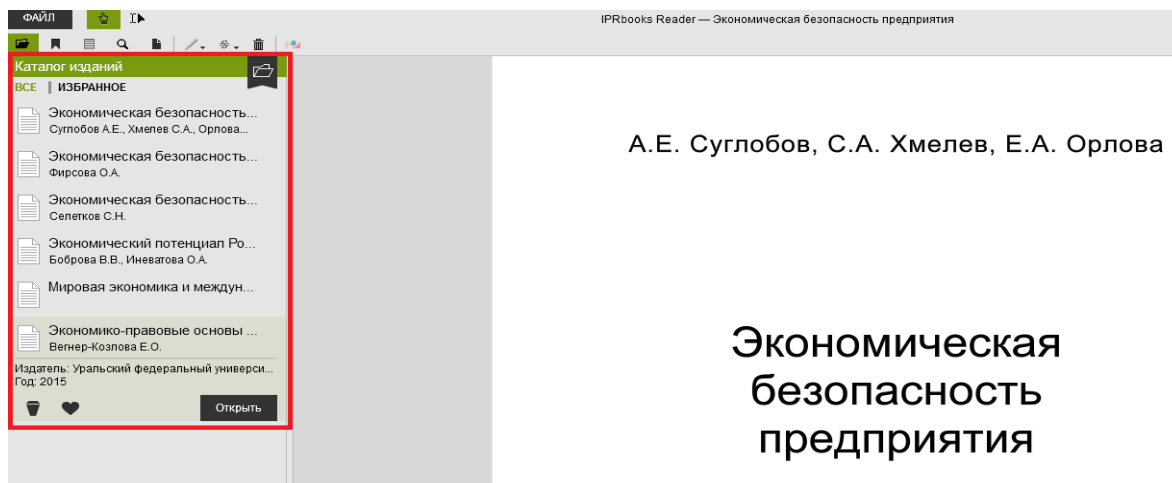 ФАЙЛ
IPRbooks Reader — Экономическая безопасность предприятия
Каталог изданий
ВСЕ | ИЗБРАННОЕ
Экономическая безопасность...
Суглобов А.Е., Хмелев С.А., Орлова...
Экономическая безопасность...
Фирсова О.А.
Экономическая безопасность...
Селетков С.Н.
Экономический потенциал Ро...
Боброва В.В., Иневатова О.А.
Мировая экономика и междун...
Экономико-правовые основы ...
Вегнер-Козлова Е.О.
Издатель: Уральский федеральный универси...
Год: 2015
Открыть
А.Е. Суглобов, С.А. Хмелев, Е.А. Орлова
Экономическая
безопасность
предприятия